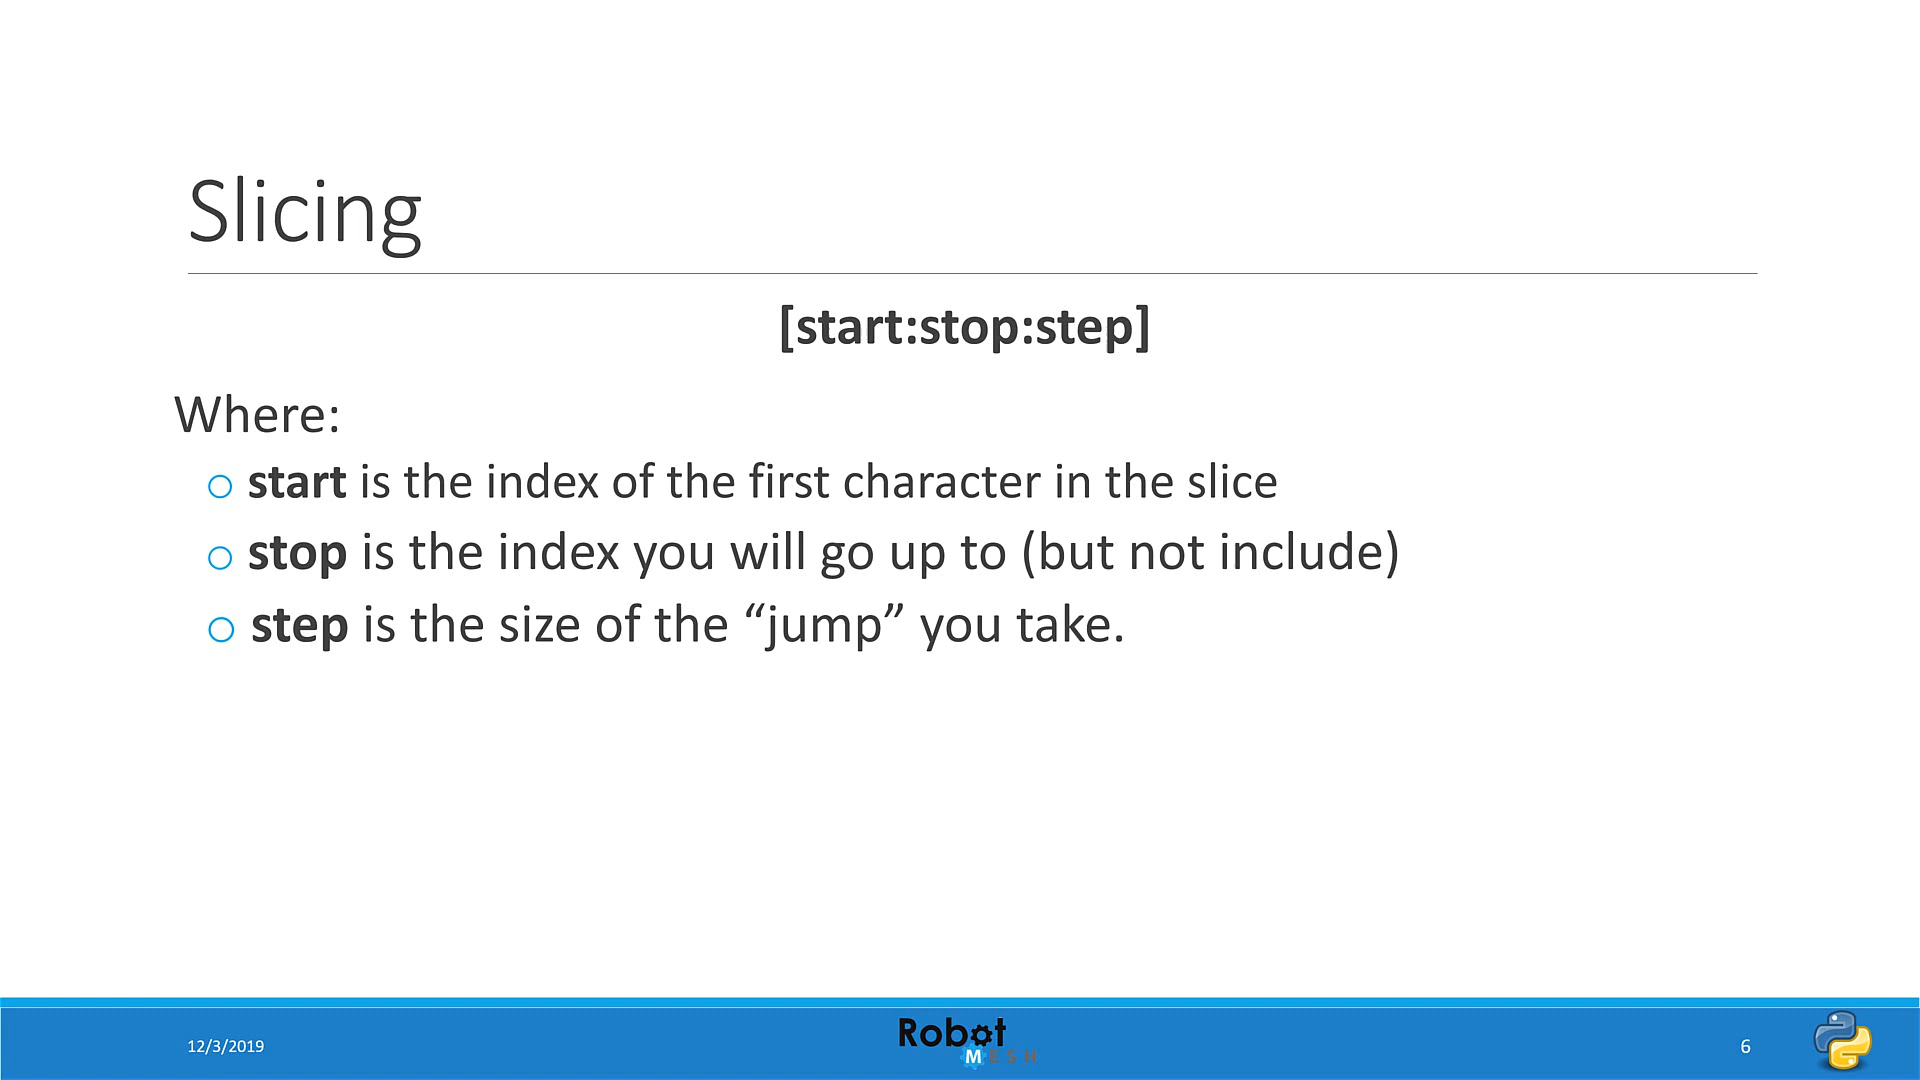 Slicing
[start:stop:step]
Where:
o start is the index of the first character in the slice
o stop is the index you will go up to (but not include)
o step is the size of the “jump” you take.
12/3/2019
Robot
MESH
6